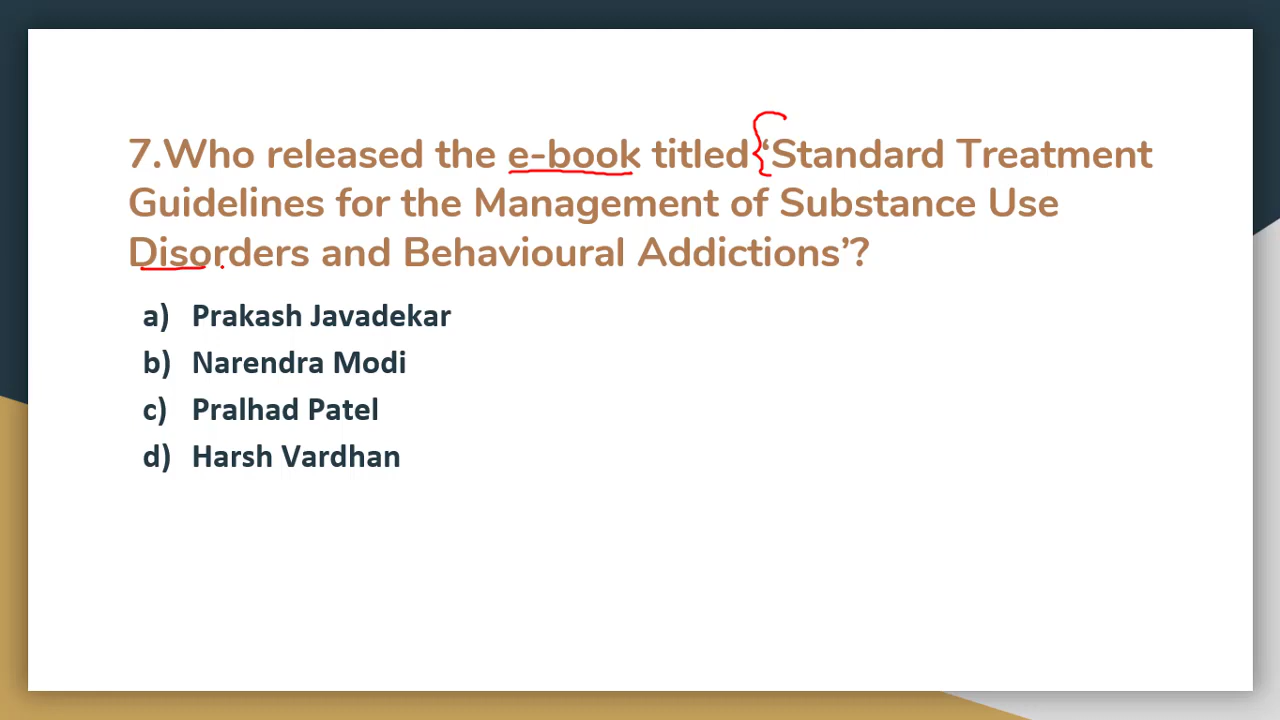 7.Who released the e-book titled ‘Standard Treatment
Guidelines for the Management of Substance Use
Disorders and Behavioural Addictions’?
a) Prakash Javadekar
b) Narendra Modi
c) Pralhad Patel
d) Harsh Vardhan